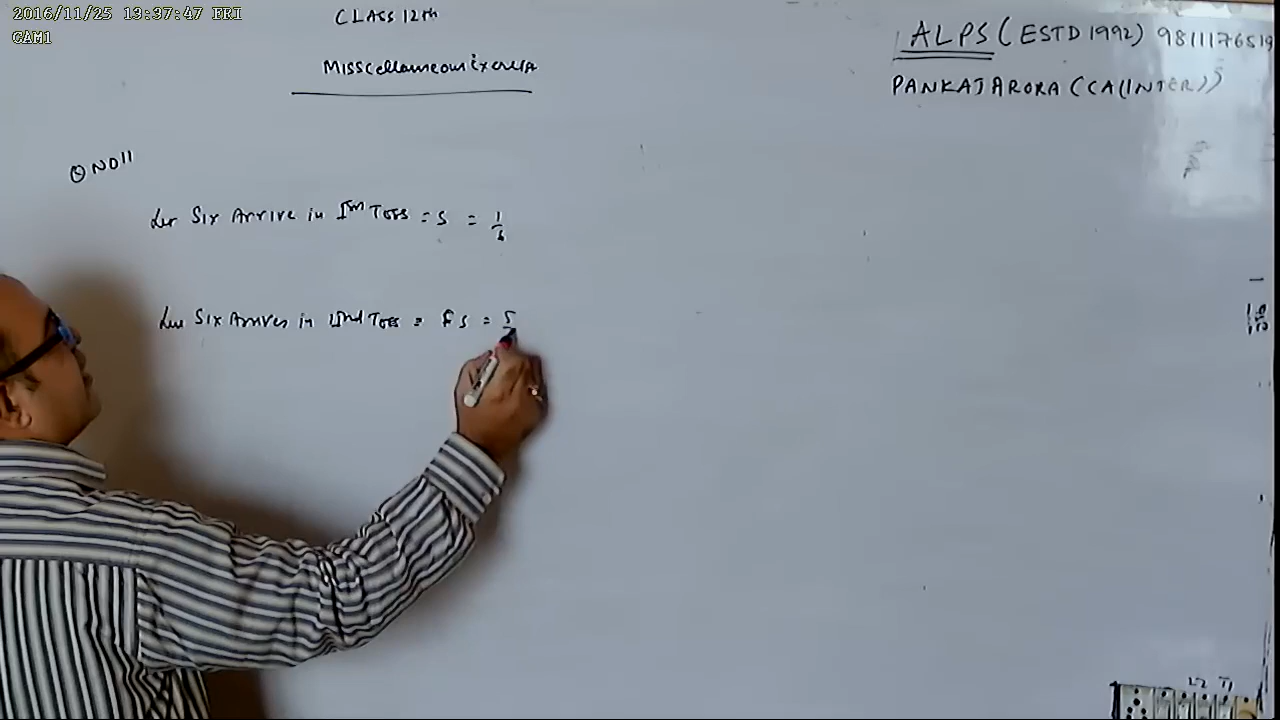 2016/11/25 19:37:47 FRI
CAM1
CLASS 12th
MISScellaneous Exercise
ALPS (ESTD 1992) 9811176519
PANKAJ ARORA (CA(INTER))
Q NO 11
Let Six Arrive in Ist Toss = S = 1/6
Let Six Arrives in IInd Toss = FS = 5/